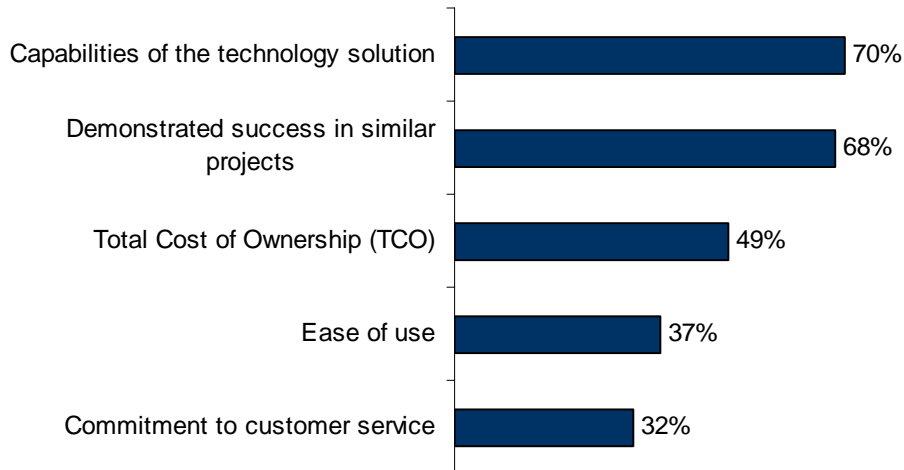 Capabilities of the technology solution
70%
Demonstrated success in similar
projects
68%
Total Cost of Ownership (TCO)
49%
Ease of use
37%
Commitment to customer service
32%